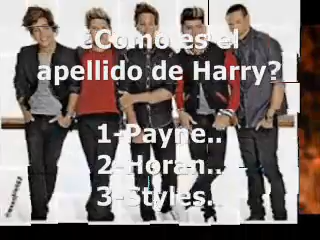 ¿Como es el
apellido de Harry?
1-Payne..
2-Horan..
3-Styles.